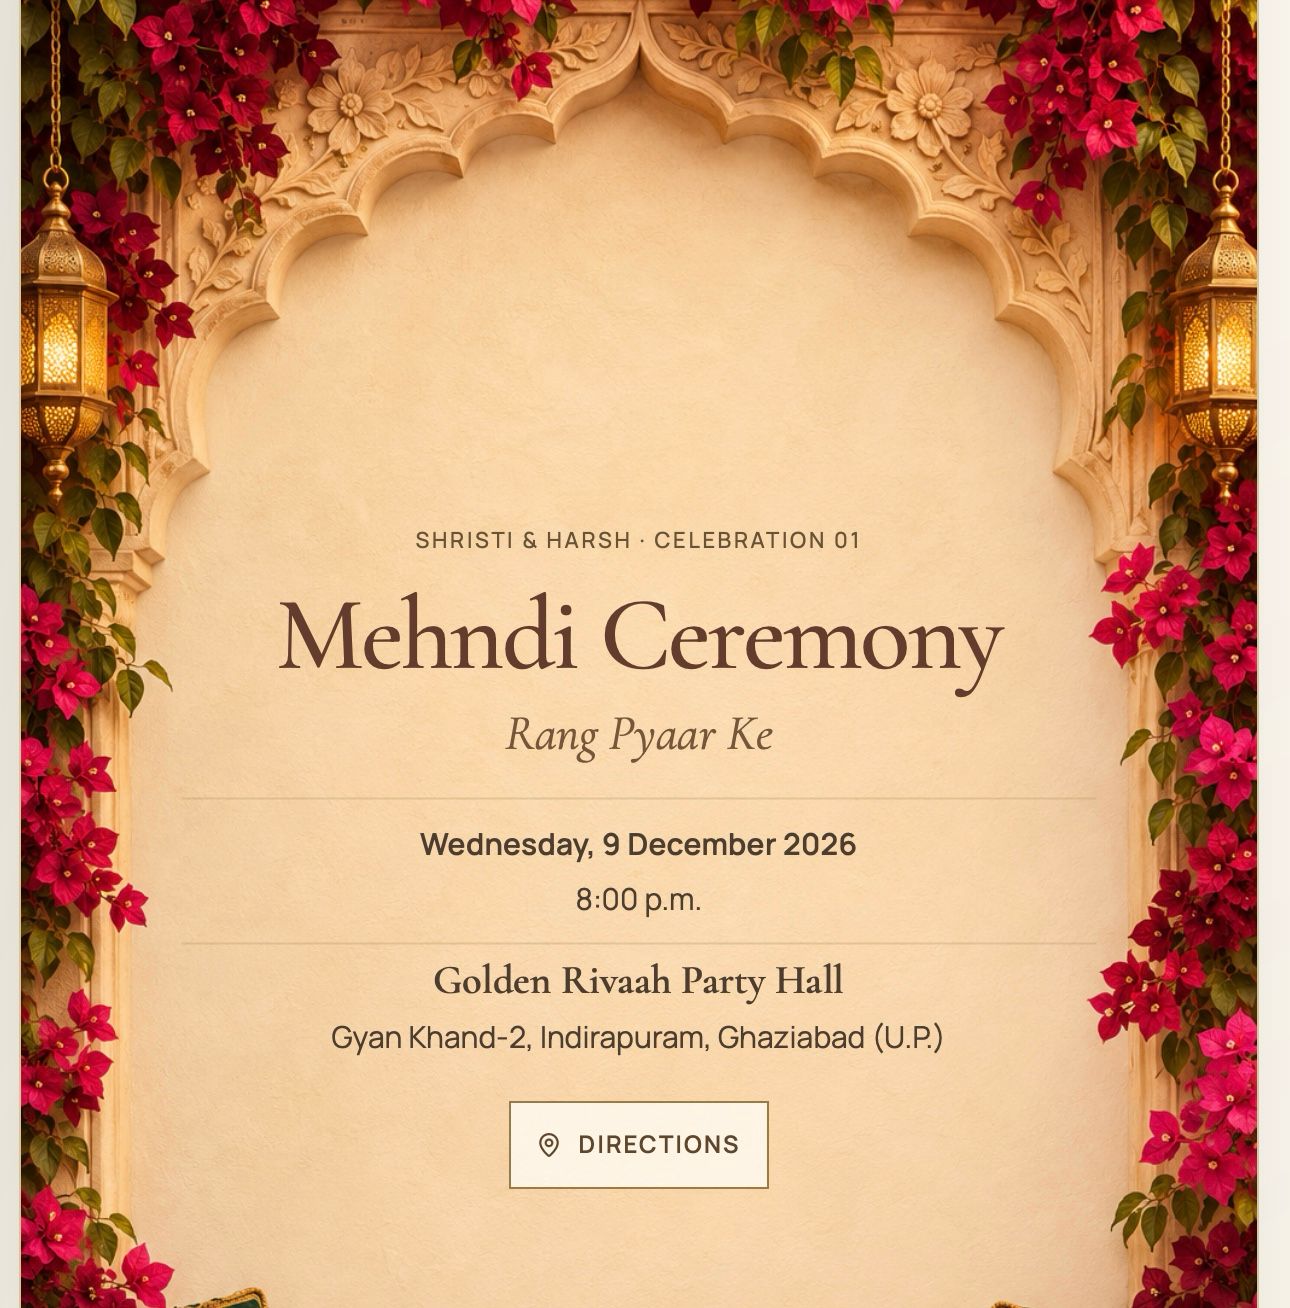 SHRISTI & HARSH · CELEBRATION 01
Mehndi Ceremony
Rang Pyaar Ke
Wednesday, 9 December 2026
8:00 p.m.
Golden Rivaah Party Hall
Gyan Khand-2, Indirapuram, Ghaziabad (U.P.)
DIRECTIONS